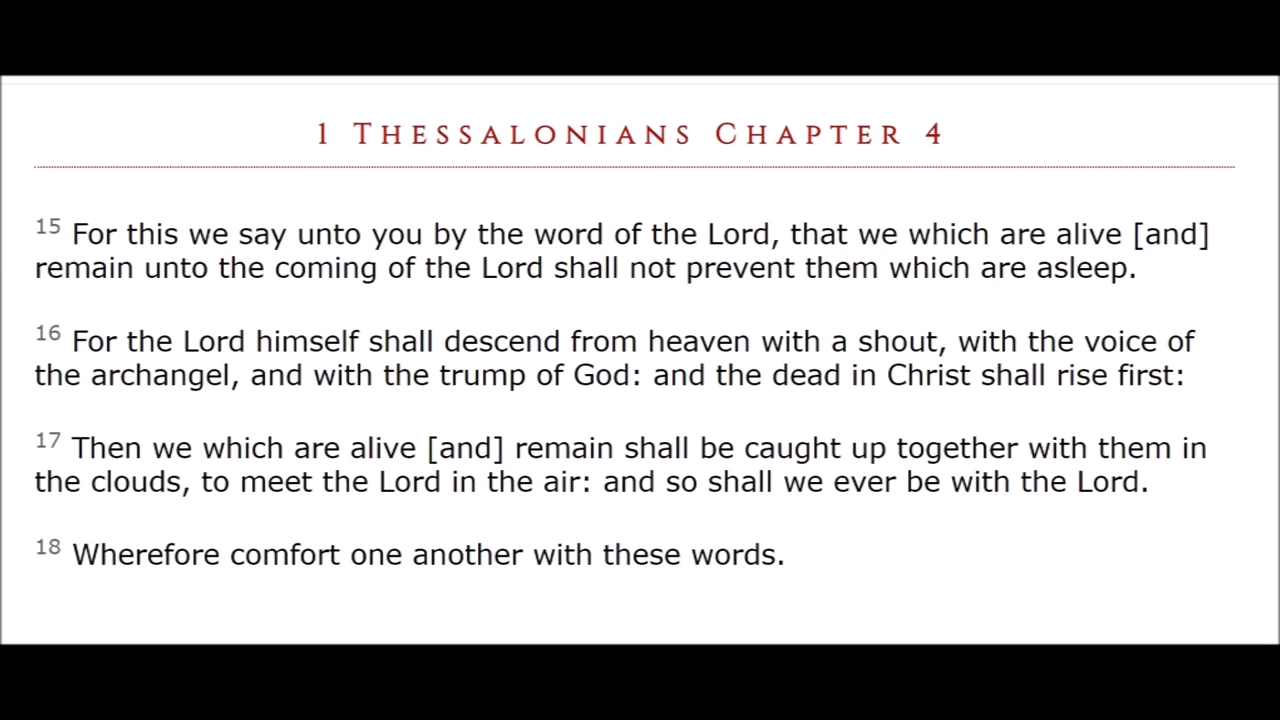 1 Thessalonians Chapter 4
15 For this we say unto you by the word of the Lord, that we which are alive [and]
remain unto the coming of the Lord shall not prevent them which are asleep.
16 For the Lord himself shall descend from heaven with a shout, with the voice of
the archangel, and with the trump of God: and the dead in Christ shall rise first:
17 Then we which are alive [and] remain shall be caught up together with them in
the clouds, to meet the Lord in the air: and so shall we ever be with the Lord.
18 Wherefore comfort one another with these words.